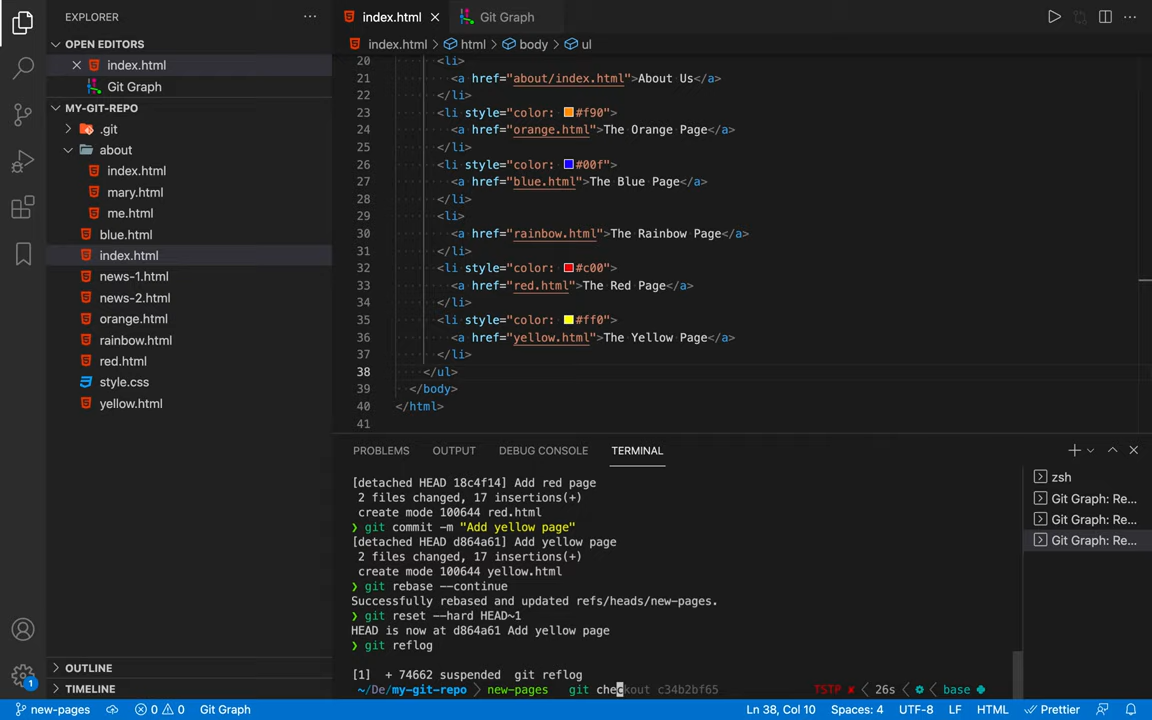 EXPLORER
···
index.html
Git Graph
OPEN EDITORS
index.html
Git Graph
MY-GIT-REPO
.git
about
index.html
mary.html
me.html
blue.html
index.html
news-1.html
news-2.html
orange.html
rainbow.html
red.html
style.css
yellow.html
OUTLINE
TIMELINE
index.html > html > body > ul
20 <li>
21 <a href="about/index.html">About Us</a>
22 </li>
23 <li style="color: #f90">
24 <a href="orange.html">The Orange Page</a>
25 </li>
26 <li style="color: #00f">
27 <a href="blue.html">The Blue Page</a>
28 </li>
29 <li>
30 <a href="rainbow.html">The Rainbow Page</a>
31 </li>
32 <li style="color: #c00">
33 <a href="red.html">The Red Page</a>
34 </li>
35 <li style="color: #ff0">
36 <a href="yellow.html">The Yellow Page</a>
37 </li>
38 </ul>
39 </body>
40 </html>
41
PROBLEMS OUTPUT DEBUG CONSOLE TERMINAL
[detached HEAD 18c4f14] Add red page
2 files changed, 17 insertions(+)
create mode 100644 red.html
❯ git commit -m "Add yellow page"
[detached HEAD d864a61] Add yellow page
2 files changed, 17 insertions(+)
create mode 100644 yellow.html
❯ git rebase --continue
Successfully rebased and updated refs/heads/new-pages.
❯ git reset --hard HEAD~1
HEAD is now at d864a61 Add yellow page
❯ git reflog
[1] + 74662 suspended git reflog
~/De/my-git-repo new-pages git checkout c34b2bf65 TSTP ✘ 26s base
zsh
Git Graph: Re...
Git Graph: Re...
Git Graph: Re...
1
new-pages 0 0 Git Graph Ln 38, Col 10 Spaces: 4 UTF-8 LF HTML Prettier